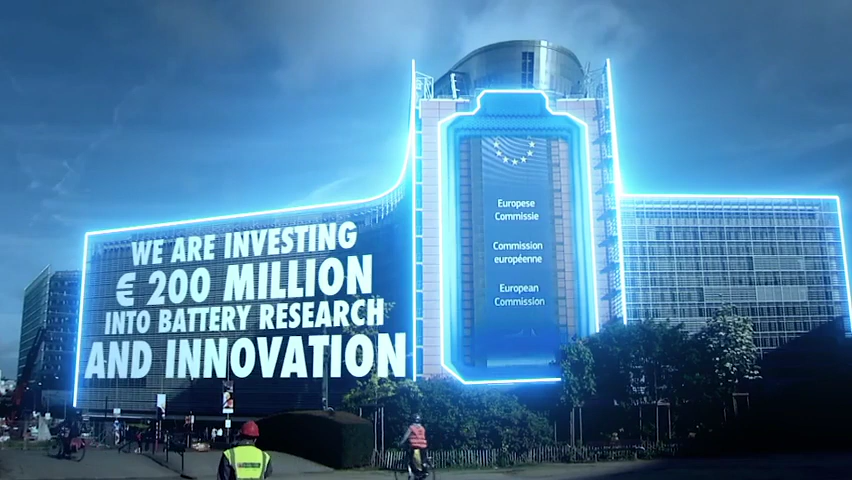 WE ARE INVESTING
€ 200 MILLION
INTO BATTERY RESEARCH
AND INNOVATION
Europese
Commissie
Commission
européenne
European
Commission